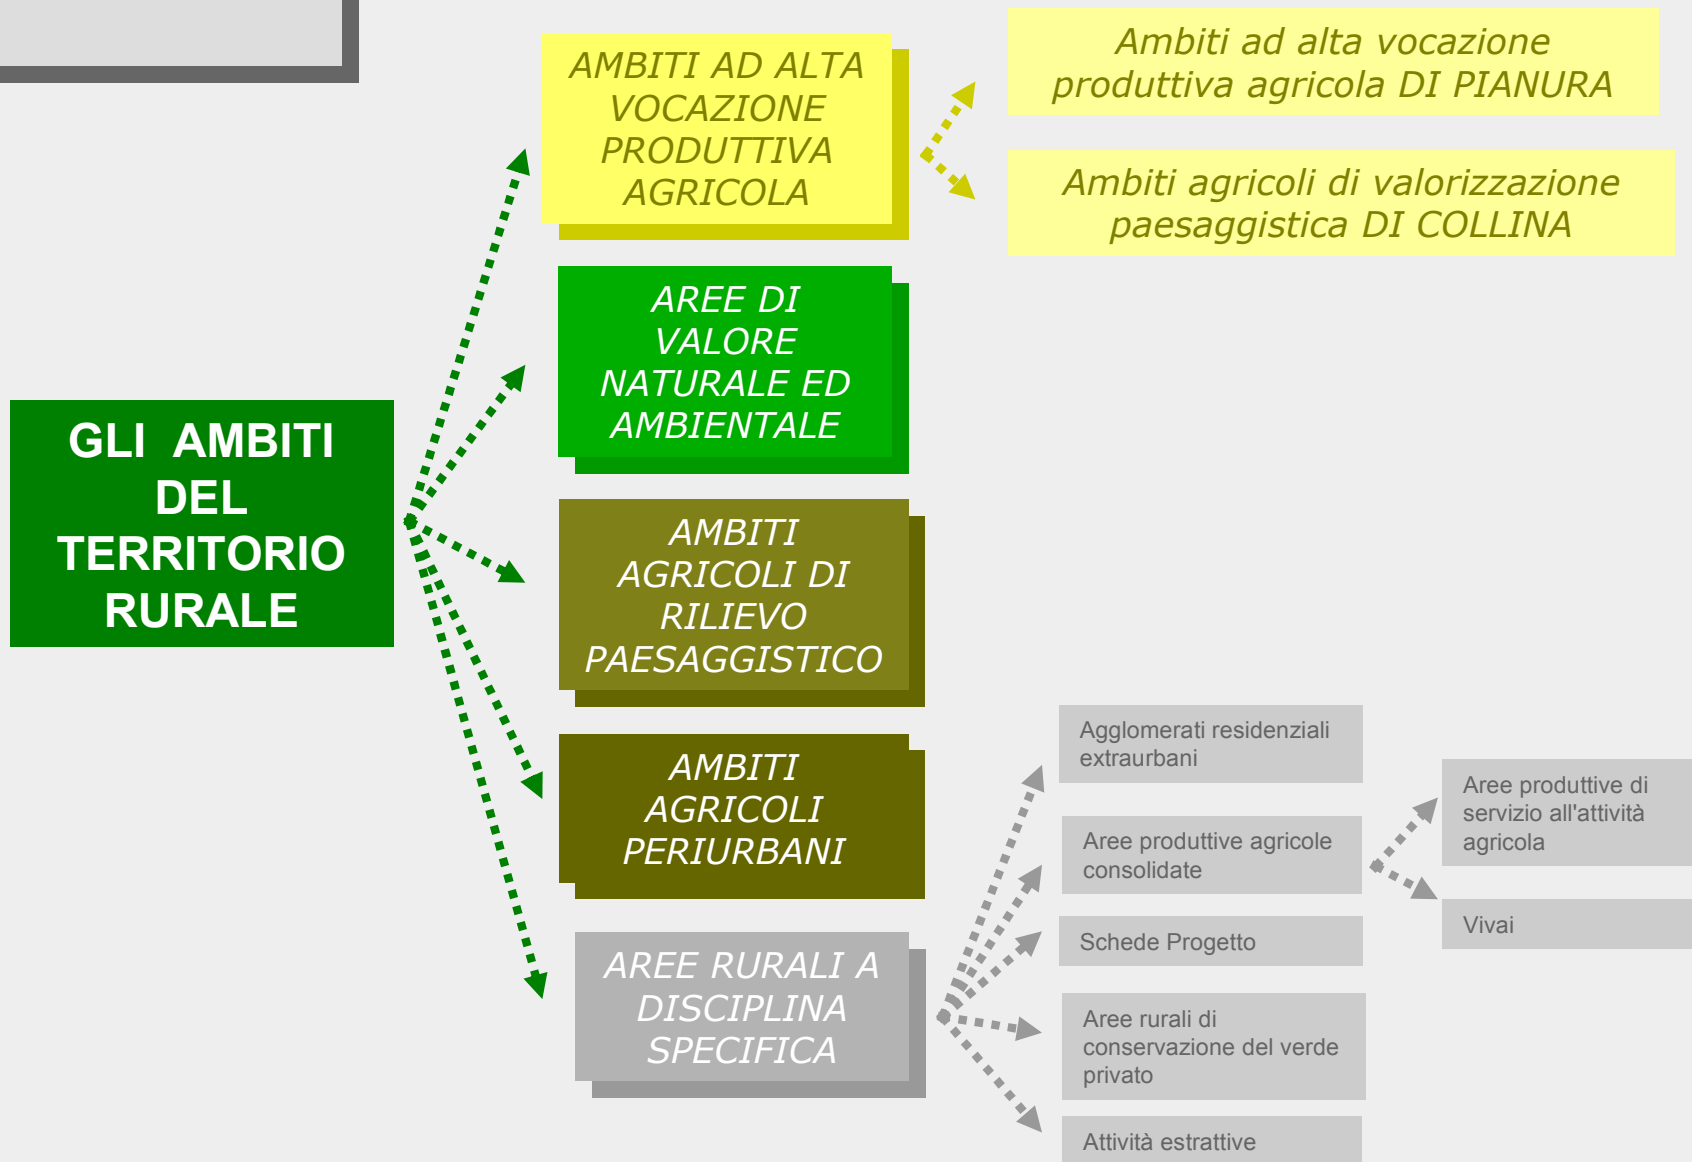 GLI AMBITI
DEL
TERRITORIO
RURALE
AMBITI AD ALTA
VOCAZIONE
PRODUTTIVA
AGRICOLA
Ambiti ad alta vocazione
produttiva agricola DI PIANURA
Ambiti agricoli di valorizzazione
paesaggistica DI COLLINA
AREE DI
VALORE
NATURALE ED
AMBIENTALE
AMBITI
AGRICOLI DI
RILIEVO
PAESAGGISTICO
AMBITI
AGRICOLI
PERIURBANI
AREE RURALI A
DISCIPLINA
SPECIFICA
Agglomerati residenziali
extraurbani
Aree produttive agricole
consolidate
Aree produttive di
servizio all'attività
agricola
Vivai
Schede Progetto
Aree rurali di
conservazione del verde
privato
Attività estrattive